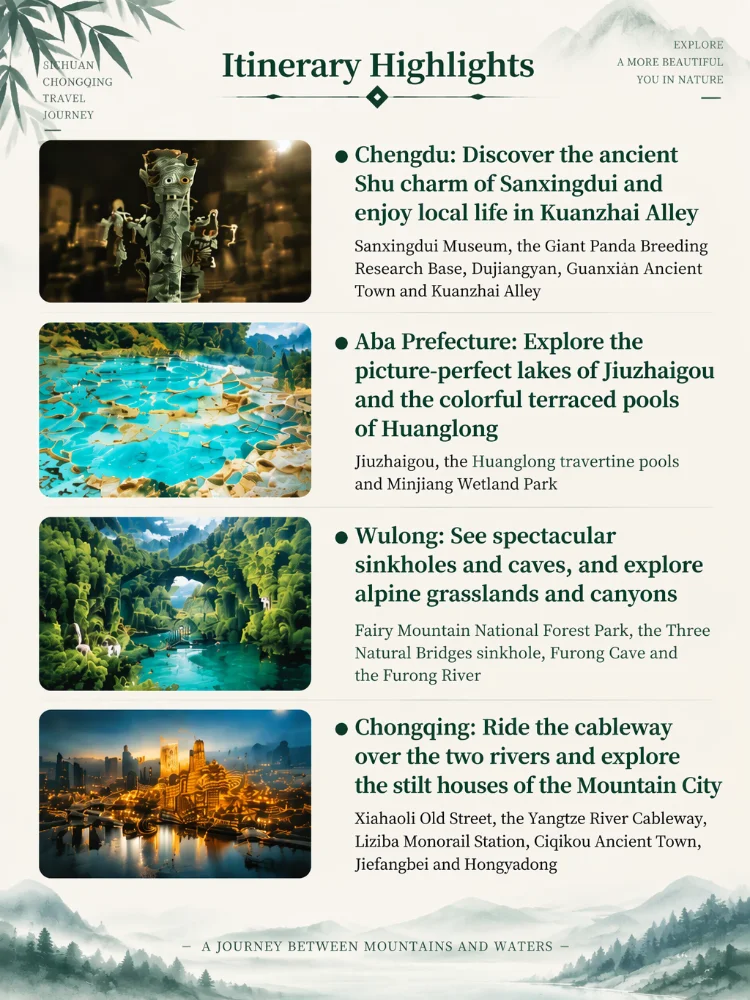 SICHUAN
CHONGQING
TRAVEL
JOURNEY
Itinerary Highlights
EXPLORE
A MORE BEAUTIFUL
YOU IN NATURE
● Chengdu: Discover the ancient
Shu charm of Sanxingdui and
enjoy local life in Kuanzhai Alley
Sanxingdui Museum, the Giant Panda Breeding
Research Base, Dujiangyan, Guanxiàn Ancient
Town and Kuanzhai Alley
● Aba Prefecture: Explore the
picture-perfect lakes of Jiuzhaigou
and the colorful terraced pools
of Huanglong
Jiuzhaigou, the Huanglong travertine pools
and Minjiang Wetland Park
● Wulong: See spectacular
sinkholes and caves, and explore
alpine grasslands and canyons
Fairy Mountain National Forest Park, the Three
Natural Bridges sinkhole, Furong Cave and
the Furong River
● Chongqing: Ride the cableway
over the two rivers and explore
the stilt houses of the Mountain City
Xiahaoli Old Street, the Yangtze River Cableway,
Liziba Monorail Station, Ciqikou Ancient Town,
Jiefangbei and Hongyadong
— A JOURNEY BETWEEN MOUNTAINS AND WATERS —